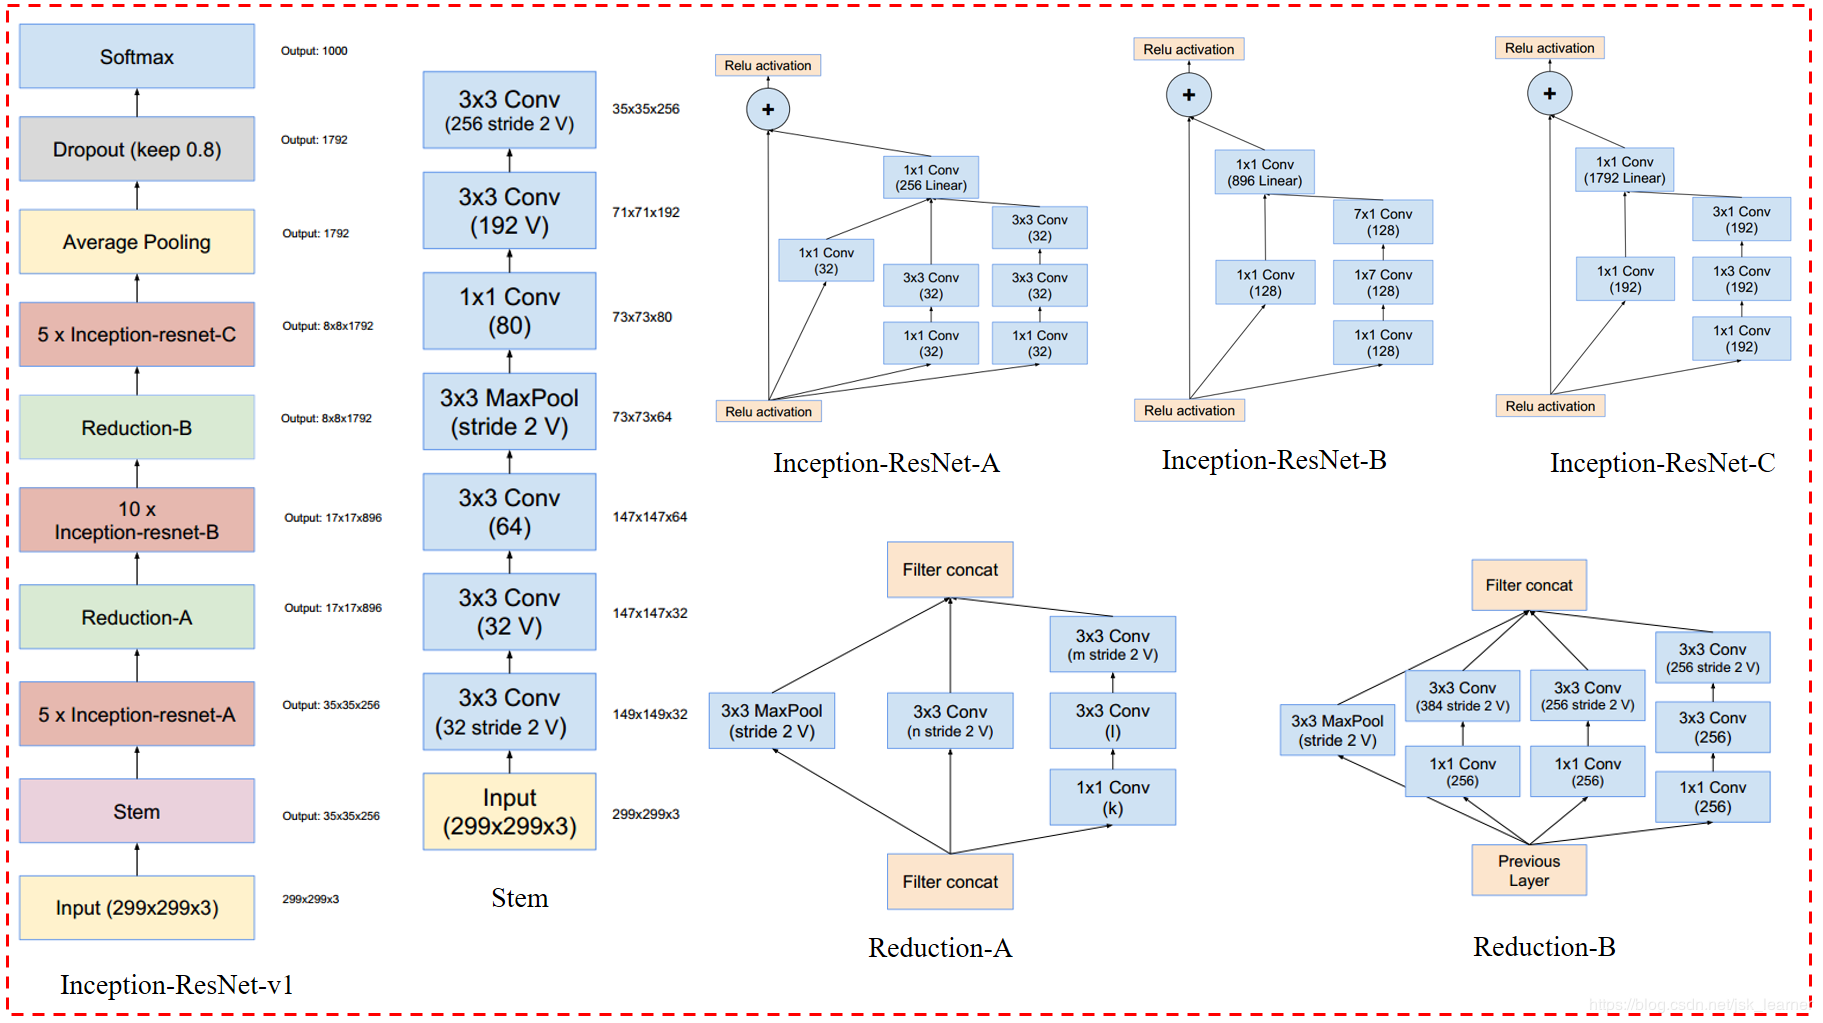 Softmax
Output: 1000
Dropout (keep 0.8)
Output: 1792
Average Pooling
Output: 1792
5 x Inception-resnet-C
Output: 8x8x1792
Reduction-B
Output: 8x8x1792
10 x
Inception-resnet-B
Output: 17x17x896
Reduction-A
Output: 17x17x896
5 x Inception-resnet-A
Output: 35x35x256
Stem
Output: 35x35x256
Input (299x299x3)
299x299x3
Inception-ResNet-v1
3x3 Conv
(256 stride 2 V)
35x35x256
3x3 Conv
(192 V)
71x71x192
1x1 Conv
(80)
73x73x80
3x3 MaxPool
(stride 2 V)
73x73x64
3x3 Conv
(64)
147x147x64
3x3 Conv
(32 V)
147x147x32
3x3 Conv
(32 stride 2 V)
149x149x32
Input
(299x299x3)
299x299x3
Stem
Relu activation
+
1x1 Conv
(256 Linear)
1x1 Conv
(32)
3x3 Conv
(32)
1x1 Conv
(32)
3x3 Conv
(32)
3x3 Conv
(32)
1x1 Conv
(32)
Relu activation
Inception-ResNet-A
Relu activation
+
1x1 Conv
(896 Linear)
1x1 Conv
(128)
7x1 Conv
(128)
1x7 Conv
(128)
1x1 Conv
(128)
Relu activation
Inception-ResNet-B
Relu activation
+
1x1 Conv
(1792 Linear)
1x1 Conv
(192)
3x1 Conv
(192)
1x3 Conv
(192)
1x1 Conv
(192)
Relu activation
Inception-ResNet-C
Filter concat
3x3 MaxPool
(stride 2 V)
3x3 Conv
(n stride 2 V)
3x3 Conv
(m stride 2 V)
3x3 Conv
(l)
1x1 Conv
(k)
Filter concat
Reduction-A
Filter concat
3x3 MaxPool
(stride 2 V)
3x3 Conv
(384 stride 2 V)
1x1 Conv
(256)
3x3 Conv
(256 stride 2 V)
1x1 Conv
(256)
3x3 Conv
(256 stride 2 V)
3x3 Conv
(256)
1x1 Conv
(256)
Previous
Layer
Reduction-B
https://blog.csdn.net/isk_learner